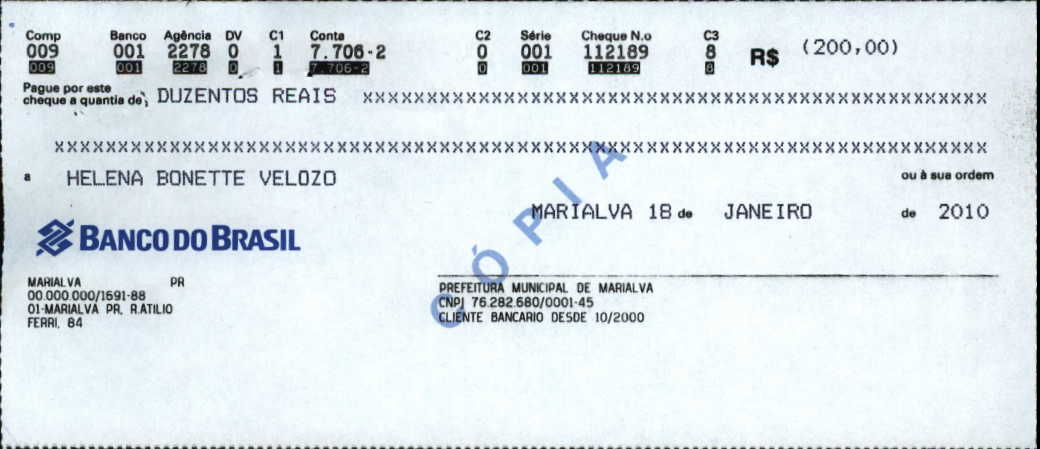 Comp Banco Agência DV C1 Conta C2 Série Cheque N.o C3
009 001 2278 0 1 7.706-2 0 001 112189 8 R$ (200,00)
009 001 2278 0 1 7.706-2 0 001 112189 8
Pague por este
cheque a quantia de, DUZENTOS REAIS XXXXXXXXXXXXXXXXXXXXXXXXXXXXXXXXXXXXXXXXXXXXXXXXXXXXXXXXXX
XXXXXXXXXXXXXXXXXXXXXXXXXXXXXXXXXXXXXXXXXXXXXXXXXXXXXXXXXXXXXXXXXXXXXXXXXXXXXXXXXXXXXX
a HELENA BONETTE VELOZO ou à sua ordem
MARIALVA 18 de JANEIRO de 2010
CÓPIA
BANCO DO BRASIL
MARIALVA PR
00.000.000/1691-88
01-MARIALVA PR. R.ATILIO
FERRI, 84
PREFEITURA MUNICIPAL DE MARIALVA
CNPJ 76.282.680/0001-45
CLIENTE BANCARIO DESDE 10/2000